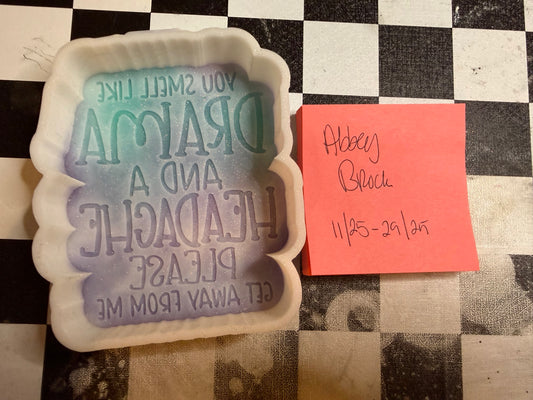 YOU SMELL LIKE
DRAMA
AND A
HEADACHE
PLEASE
GET AWAY FROM ME
Abbey
Brock
11/25-29/25